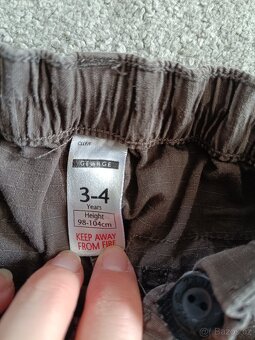 GEORGE
3-4
Years
Height
98-104cm
KEEP AWAY
FROM FIRE
Bazos.cz